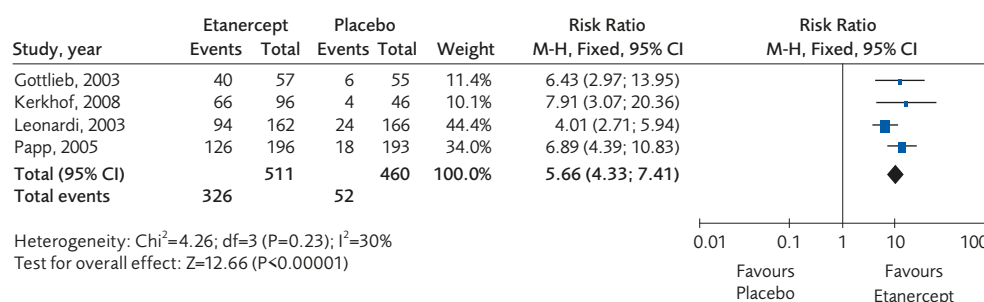 Etanercept Placebo Risk Ratio Risk Ratio
Study, year Events Total Events Total Weight M-H, Fixed, 95% CI M-H, Fixed, 95% CI
Gottlieb, 2003 40 57 6 55 11.4% 6.43 (2.97; 13.95)
Kerkhof, 2008 66 96 4 46 10.1% 7.91 (3.07; 20.36)
Leonardi, 2003 94 162 24 166 44.4% 4.01 (2.71; 5.94)
Papp, 2005 126 196 18 193 34.0% 6.89 (4.39; 10.83)
Total (95% CI) 511 460 100.0% 5.66 (4.33; 7.41)
Total events 326 52
Heterogeneity: Chi²=4.26; df=3 (P=0.23); I²=30%
Test for overall effect: Z=12.66 (P<0.00001)
0.01 0.1 1 10 100
Favours Favours
Placebo Etanercept